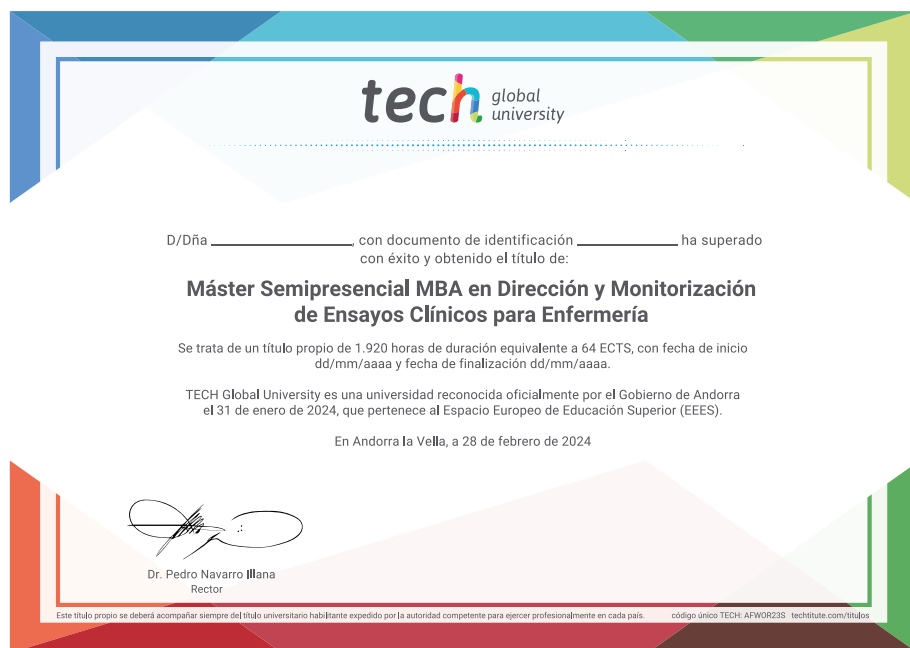 tech global university
D/Dña ______________, con documento de identificación __________ ha superado
con éxito y obtenido el título de:
Máster Semipresencial MBA en Dirección y Monitorización
de Ensayos Clínicos para Enfermería
Se trata de un título propio de 1.920 horas de duración equivalente a 64 ECTS, con fecha de inicio
dd/mm/aaaa y fecha de finalización dd/mm/aaaa.
TECH Global University es una universidad reconocida oficialmente por el Gobierno de Andorra
el 31 de enero de 2024, que pertenece al Espacio Europeo de Educación Superior (EEES).
En Andorra la Vella, a 28 de febrero de 2024
Dr. Pedro Navarro Illana
Rector
Este título propio se deberá acompañar siempre del título universitario habilitante expedido por la autoridad competente para ejercer profesionalmente en cada país. código único TECH: AFWOR23S techtitute.com/titulos